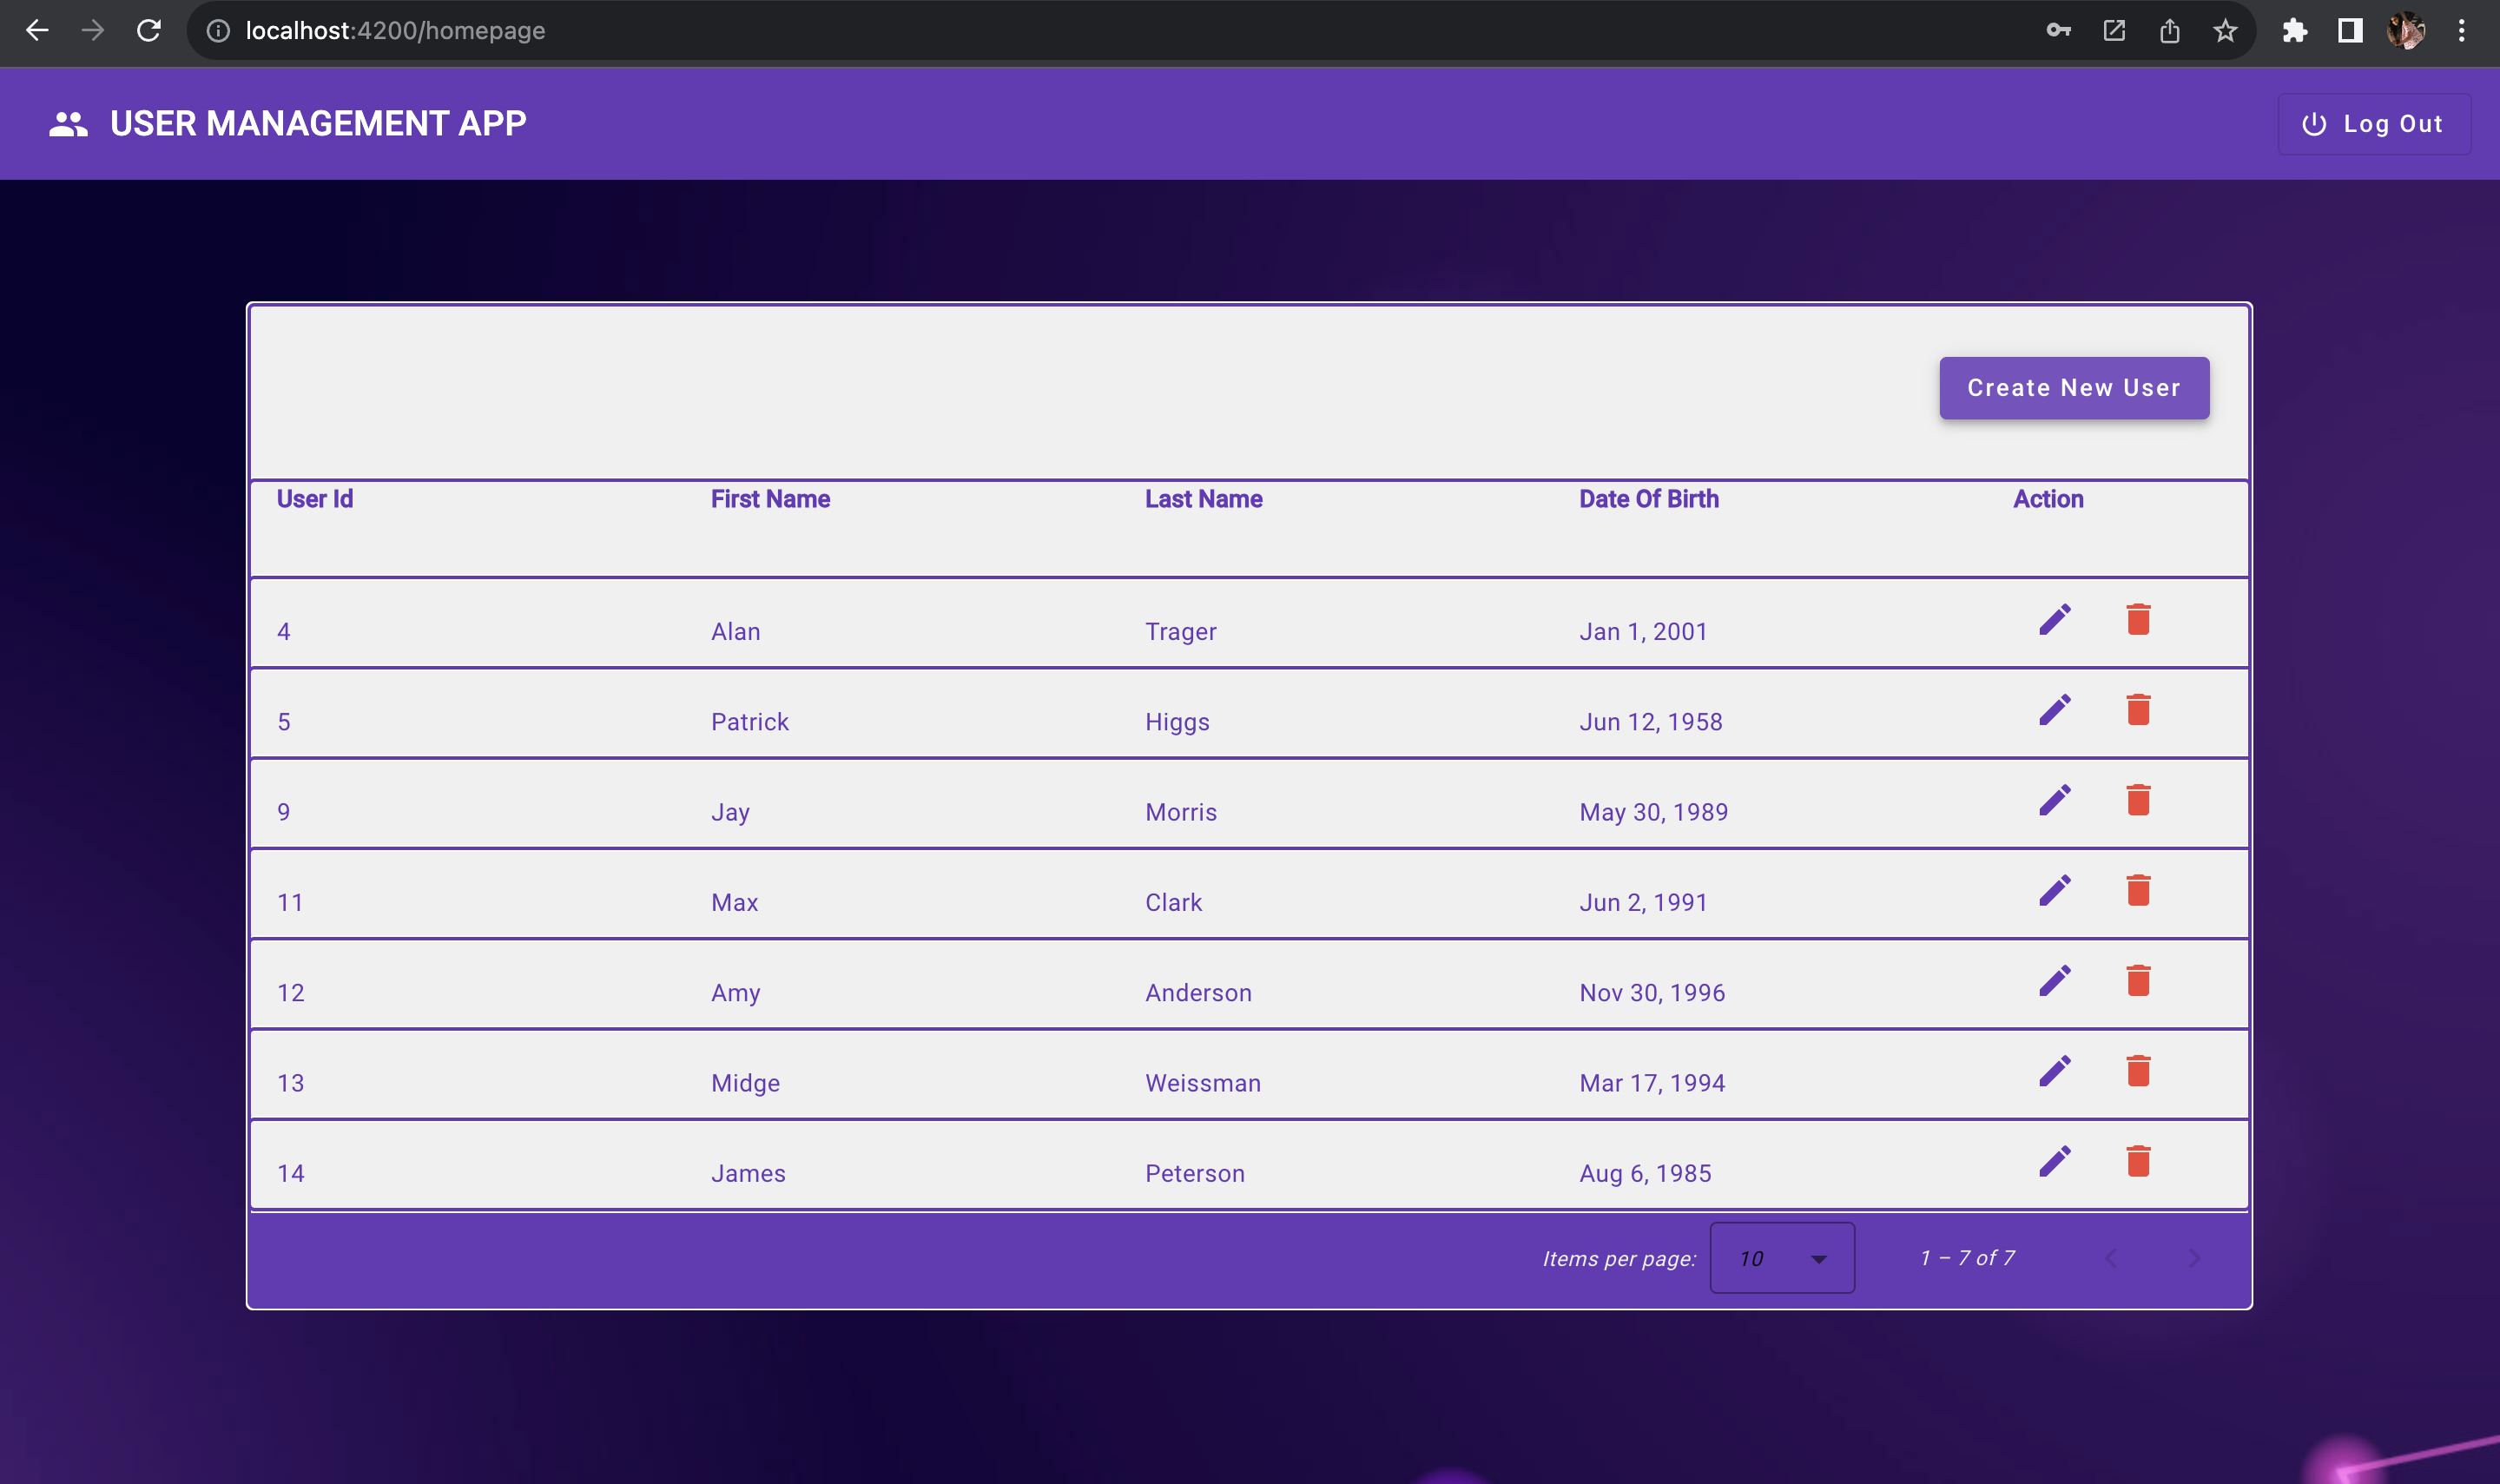 localhost:4200/homepage
USER MANAGEMENT APP
Log Out
Create New User
User Id First Name Last Name Date Of Birth Action
4 Alan Trager Jan 1, 2001
5 Patrick Higgs Jun 12, 1958
9 Jay Morris May 30, 1989
11 Max Clark Jun 2, 1991
12 Amy Anderson Nov 30, 1996
13 Midge Weissman Mar 17, 1994
14 James Peterson Aug 6, 1985
Items per page: 10 1 – 7 of 7